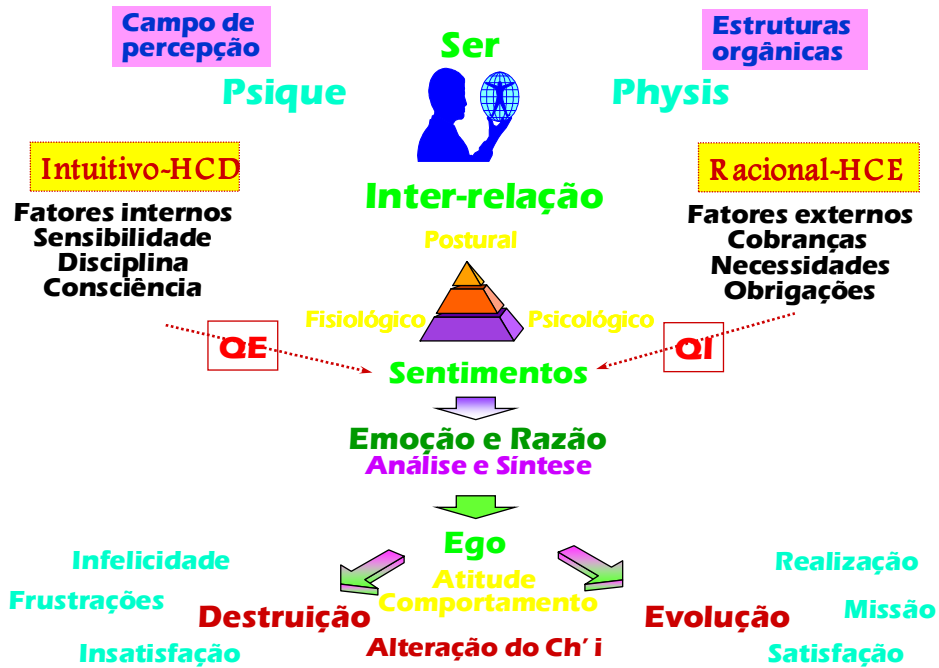 Campo de
percepção
Ser
Estruturas
orgânicas
Psique
Physis
Intuitivo-HCD
Racional-HCE
Inter-relação
Fatores internos
Sensibilidade
Disciplina
Consciência
Fatores externos
Cobranças
Necessidades
Obrigações
Postural
Fisiológico
Psicológico
QE
QI
Sentimentos
Emoção e Razão
Análise e Síntese
Ego
Atitude
Comportamento
Infelicidade
Frustrações
Destruição
Insatisfação
Realização
Evolução
Missão
Satisfação
Alteração do Ch' i